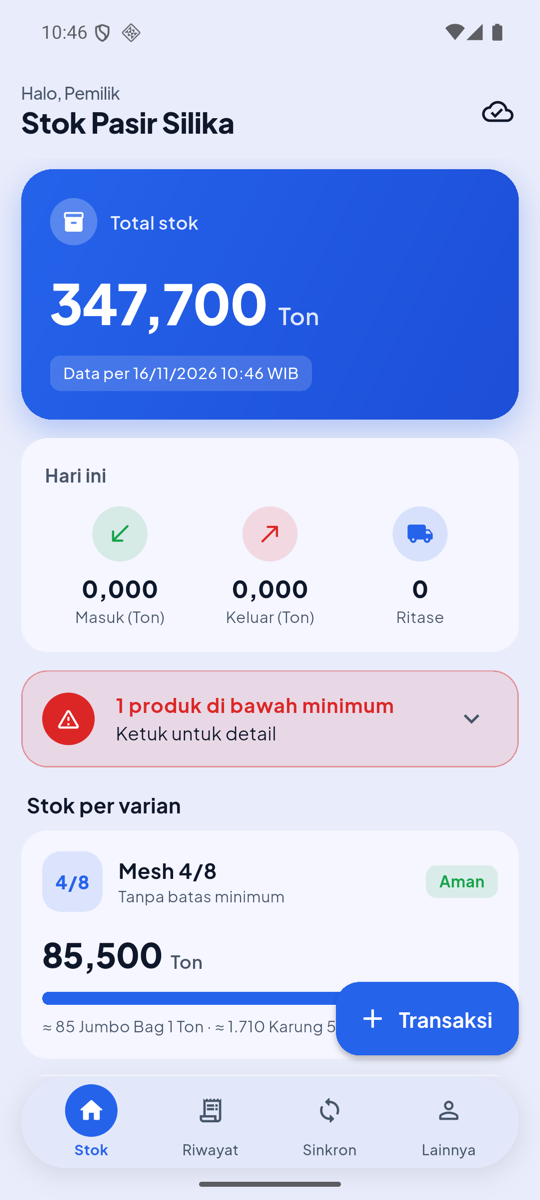 10:46
Halo, Pemilik
Stok Pasir Silika
Total stok
347,700 Ton
Data per 16/11/2026 10:46 WIB
Hari ini
0,000 0,000 0
Masuk (Ton) Keluar (Ton) Ritase
1 produk di bawah minimum
Ketuk untuk detail
Stok per varian
4/8 Mesh 4/8 Aman
Tanpa batas minimum
85,500 Ton
≈ 85 Jumbo Bag 1 Ton · ≈ 1.710 Karung 5
+ Transaksi
Stok Riwayat Sinkron Lainnya